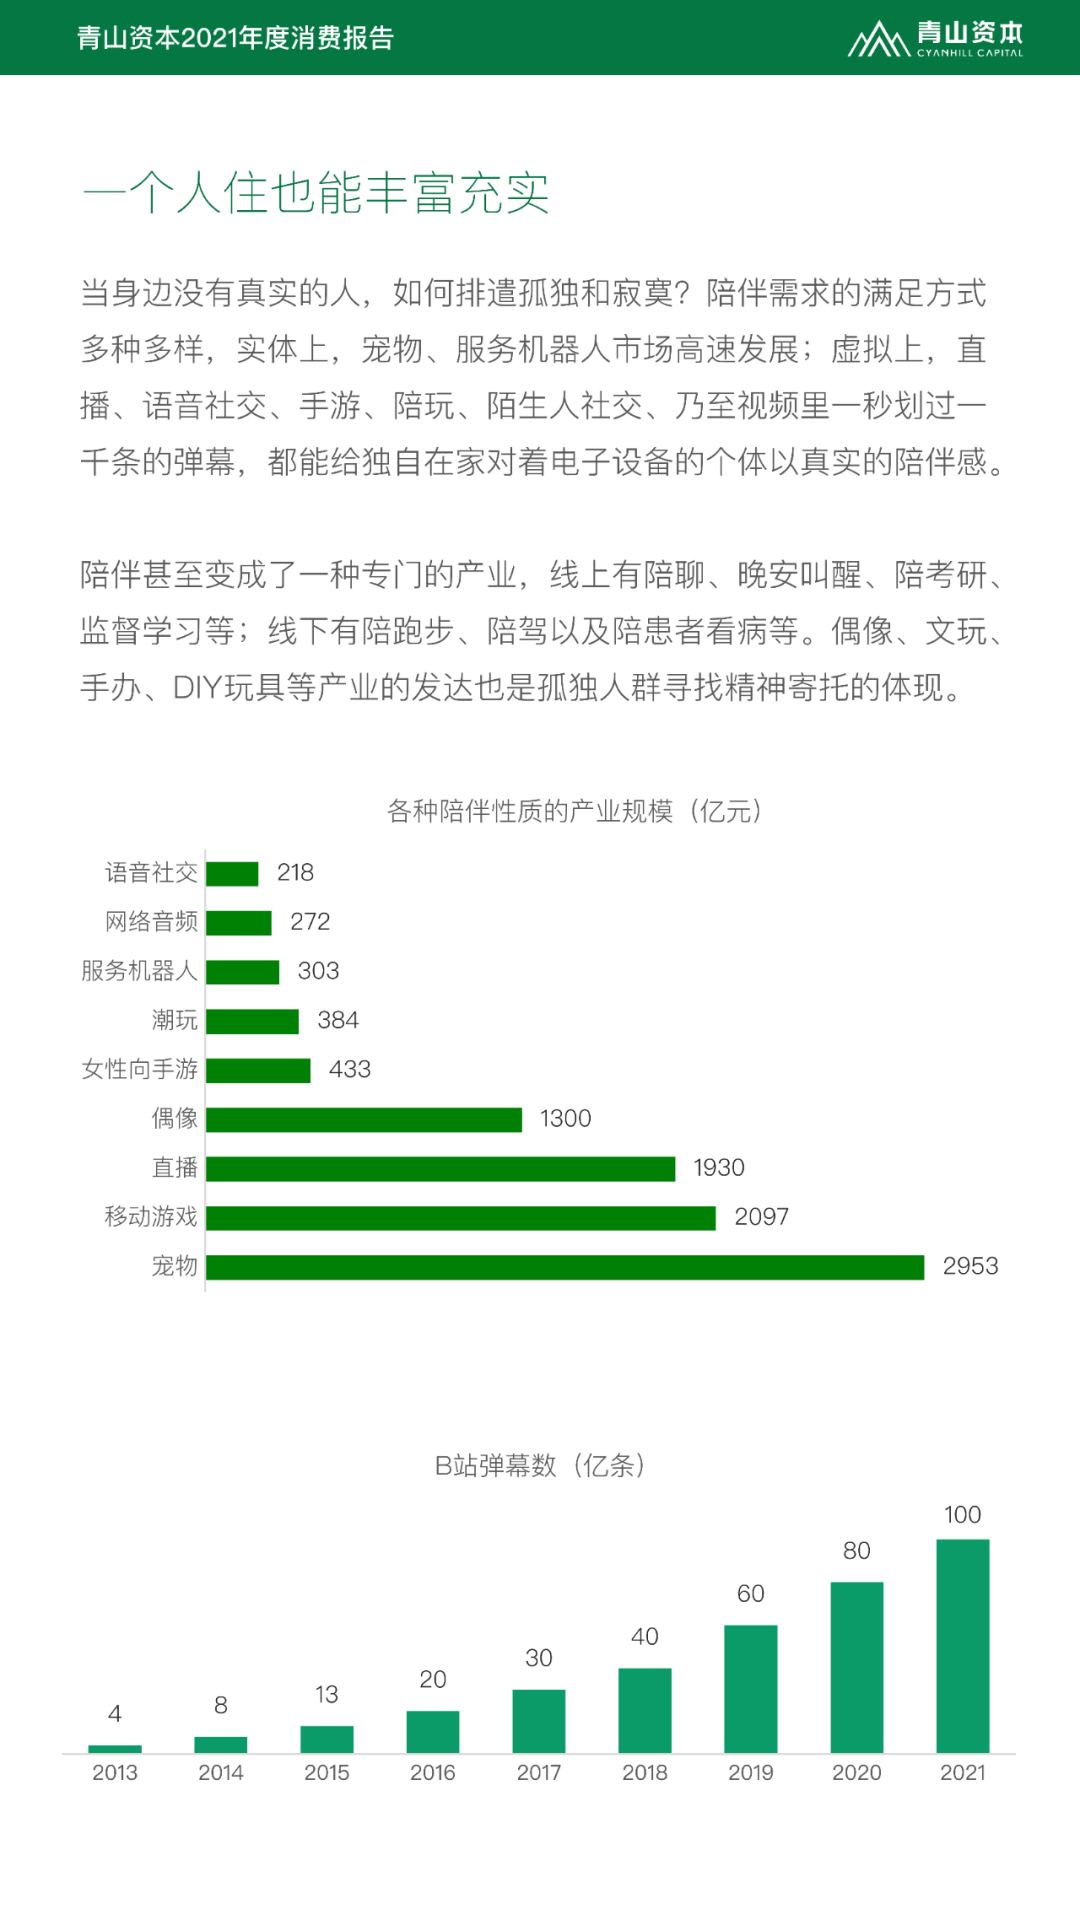 青山资本2021年度消费报告
青山资本
CYANHILL CAPITAL
一个人住也能丰富充实
当身边没有真实的人，如何排遣孤独和寂寞？陪伴需求的满足方式
多种多样，实体上，宠物、服务机器人市场高速发展；虚拟上，直
播、语音社交、手游、陪玩、陌生人社交、乃至视频里一秒划过一
千条的弹幕，都能给独自在家对着电子设备的个体以真实的陪伴感。
陪伴甚至变成了一种专门的产业，线上有陪聊、晚安叫醒、陪考研、
监督学习等；线下有陪跑步、陪驾以及陪患者看病等。偶像、文玩、
手办、DIY玩具等产业的发达也是孤独人群寻找精神寄托的体现。
各种陪伴性质的产业规模（亿元）
语音社交 218
网络音频 272
服务机器人 303
潮玩 384
女性向手游 433
偶像 1300
直播 1930
移动游戏 2097
宠物 2953
B站弹幕数（亿条）
4 8 13 20 30 40 60 80 100
2013 2014 2015 2016 2017 2018 2019 2020 2021